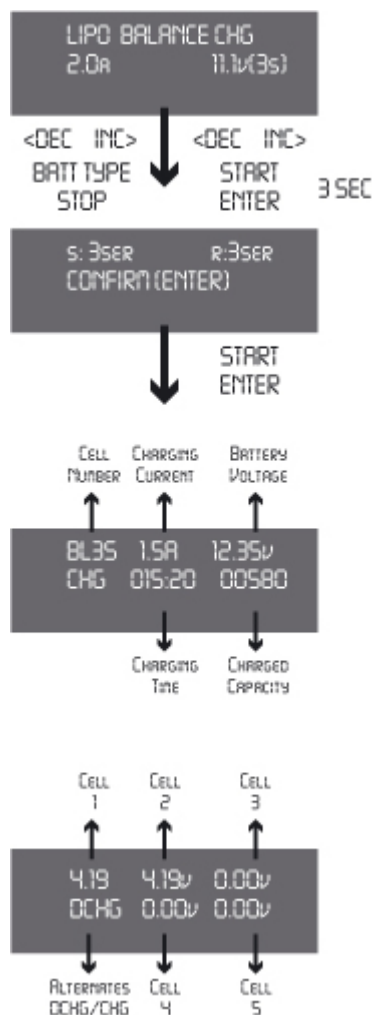 LIPO BALANCE CHG
2.0A 11.1V(3S)
<DEC INC> <DEC INC>
BATT TYPE START
STOP ENTER 3 SEC
S: 3SER R:3SER
CONFIRM (ENTER)
START
ENTER
CELL CHARGING BATTERY
NUMBER CURRENT VOLTAGE
BL3S 1.5A 12.35V
CHG 015:20 00580
CHARGING CHARGED
TIME CAPACITY
CELL CELL CELL
1 2 3
4.19 4.19V 0.00V
DCHG 0.00V 0.00V
ALTERNATES CELL CELL
DCHG/CHG 4 5